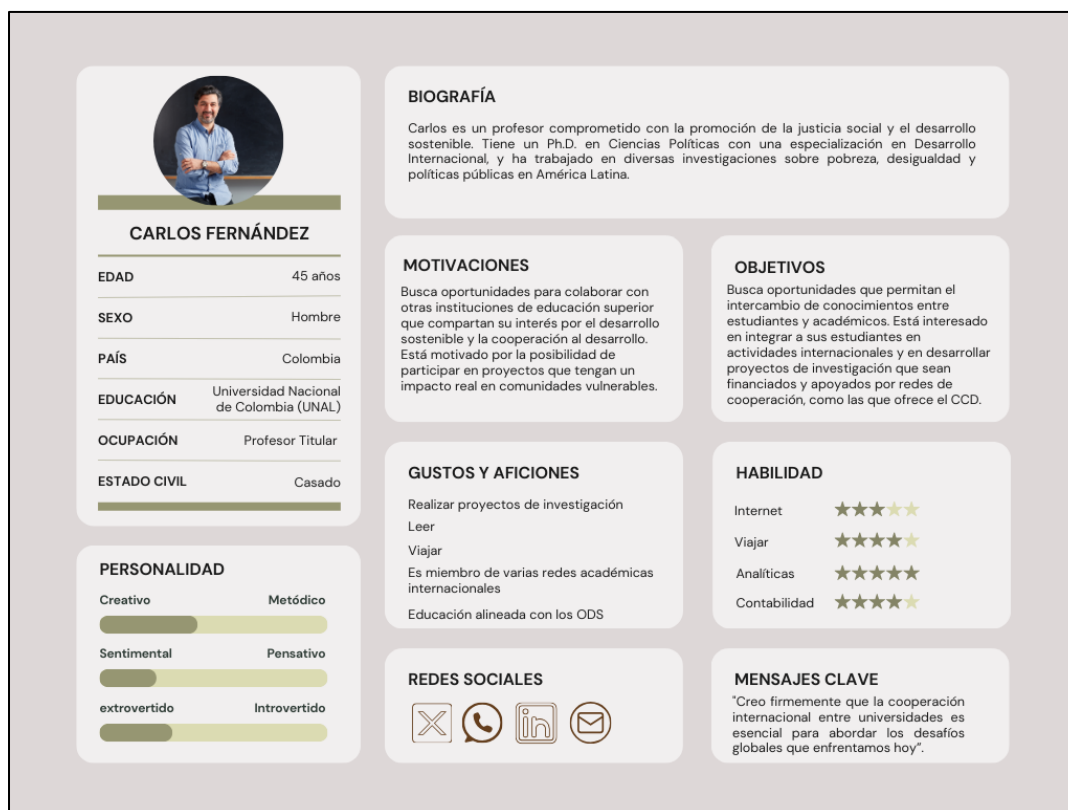 CARLOS FERNÁNDEZ
EDAD 45 años
SEXO Hombre
PAÍS Colombia
EDUCACIÓN Universidad Nacional
de Colombia (UNAL)
OCUPACIÓN Profesor Titular
ESTADO CIVIL Casado
PERSONALIDAD
Creativo Metódico
Sentimental Pensativo
extrovertido Introvertido
BIOGRAFÍA
Carlos es un profesor comprometido con la promoción de la justicia social y el desarrollo
sostenible. Tiene un Ph.D. en Ciencias Políticas con una especialización en Desarrollo
Internacional, y ha trabajado en diversas investigaciones sobre pobreza, desigualdad y
políticas públicas en América Latina.
MOTIVACIONES
Busca oportunidades para colaborar con
otras instituciones de educación superior
que compartan su interés por el desarrollo
sostenible y la cooperación al desarrollo.
Está motivado por la posibilidad de
participar en proyectos que tengan un
impacto real en comunidades vulnerables.
OBJETIVOS
Busca oportunidades que permitan el
intercambio de conocimientos entre
estudiantes y académicos. Está interesado
en integrar a sus estudiantes en
actividades internacionales y en desarrollar
proyectos de investigación que sean
financiados y apoyados por redes de
cooperación, como las que ofrece el CCD.
GUSTOS Y AFICIONES
Realizar proyectos de investigación
Leer
Viajar
Es miembro de varias redes académicas
internacionales
Educación alineada con los ODS
HABILIDAD
Internet
Viajar
Analíticas
Contabilidad
REDES SOCIALES
X in
MENSAJES CLAVE
"Creo firmemente que la cooperación
internacional entre universidades es
esencial para abordar los desafíos
globales que enfrentamos hoy”.